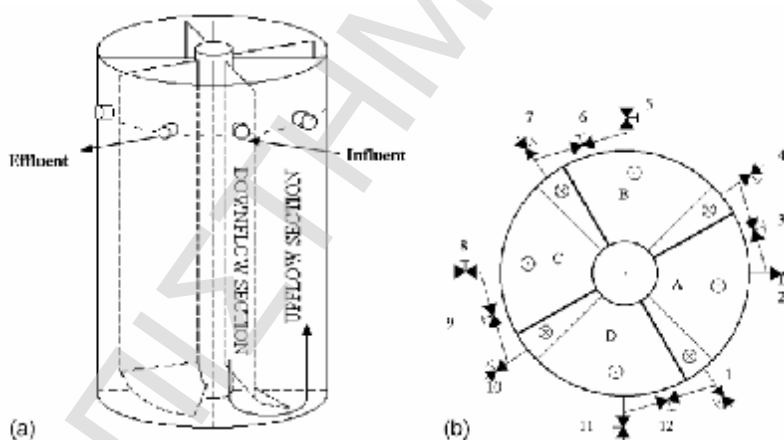 Effluent
Influent
DOWNFLOW SECTION
UPFLOW SECTION
(a)
7
6
5
4
3
2
8
9
10
11
12
1
A
B
C
D
(b)